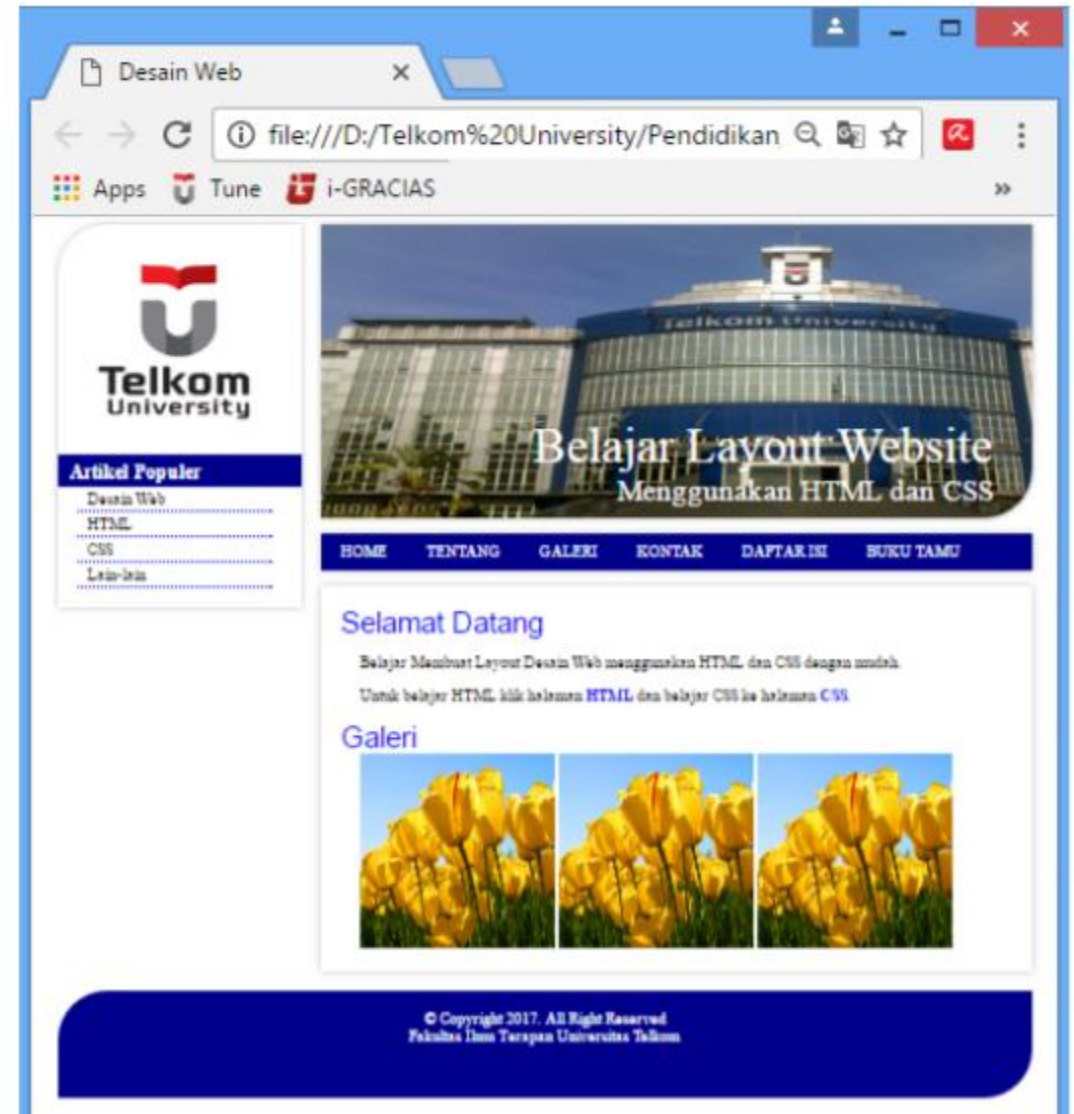 Desain Web
file:///D:/Telkom%20University/Pendidikan
Apps Tune i-GRACIAS
Telkom
University
Artikel Populer
Desain Web
HTML
CSS
Lain-lain
Telkom University
Belajar Layout Website
Menggunakan HTML dan CSS
HOME TENTANG GALERI KONTAK DAFTAR ISI BUKU TAMU
Selamat Datang
Belajar Membuat Layout Desain Web menggunakan HTML dan CSS dengan mudah.
Untuk belajar HTML klik halaman HTML dan belajar CSS ke halaman CSS.
Galeri
© Copyright 2017. All Right Reserved
Fakultas Ilmu Terapan Universitas Telkom